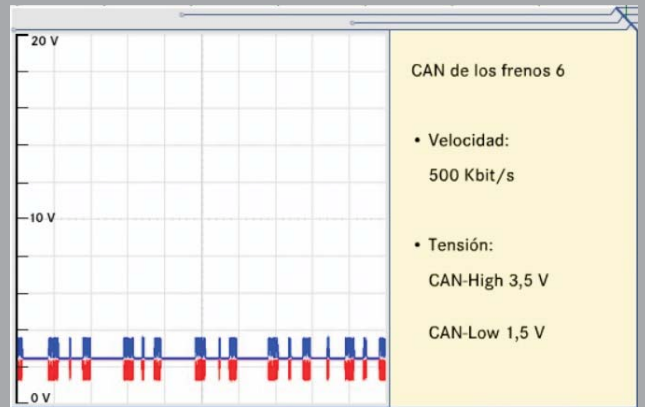 20 V
10 V
0 V
CAN de los frenos 6
• Velocidad:
500 Kbit/s
• Tensión:
CAN-High 3,5 V
CAN-Low 1,5 V